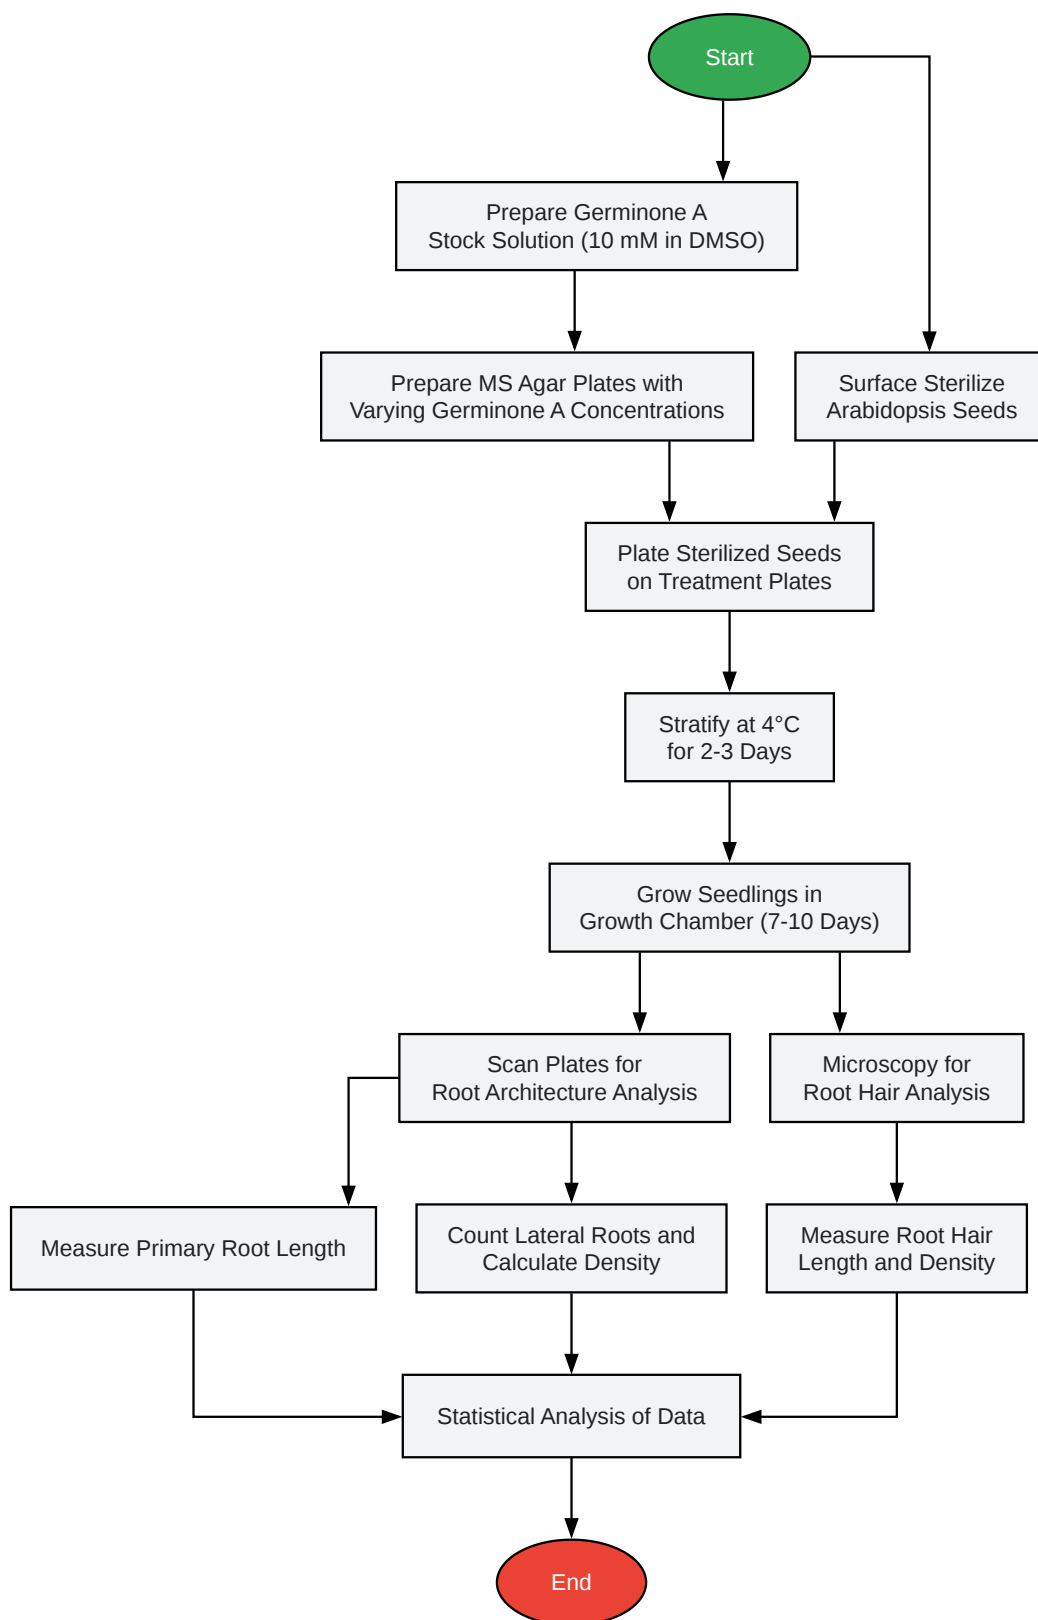 Start
Prepare Germinone A
Stock Solution (10 mM in DMSO)
Prepare MS Agar Plates with
Varying Germinone A Concentrations
Surface Sterilize
Arabidopsis Seeds
Plate Sterilized Seeds
on Treatment Plates
Stratify at 4°C
for 2-3 Days
Grow Seedlings in
Growth Chamber (7-10 Days)
Scan Plates for
Root Architecture Analysis
Microscopy for
Root Hair Analysis
Measure Primary Root Length
Count Lateral Roots and
Calculate Density
Measure Root Hair
Length and Density
Statistical Analysis of Data
End